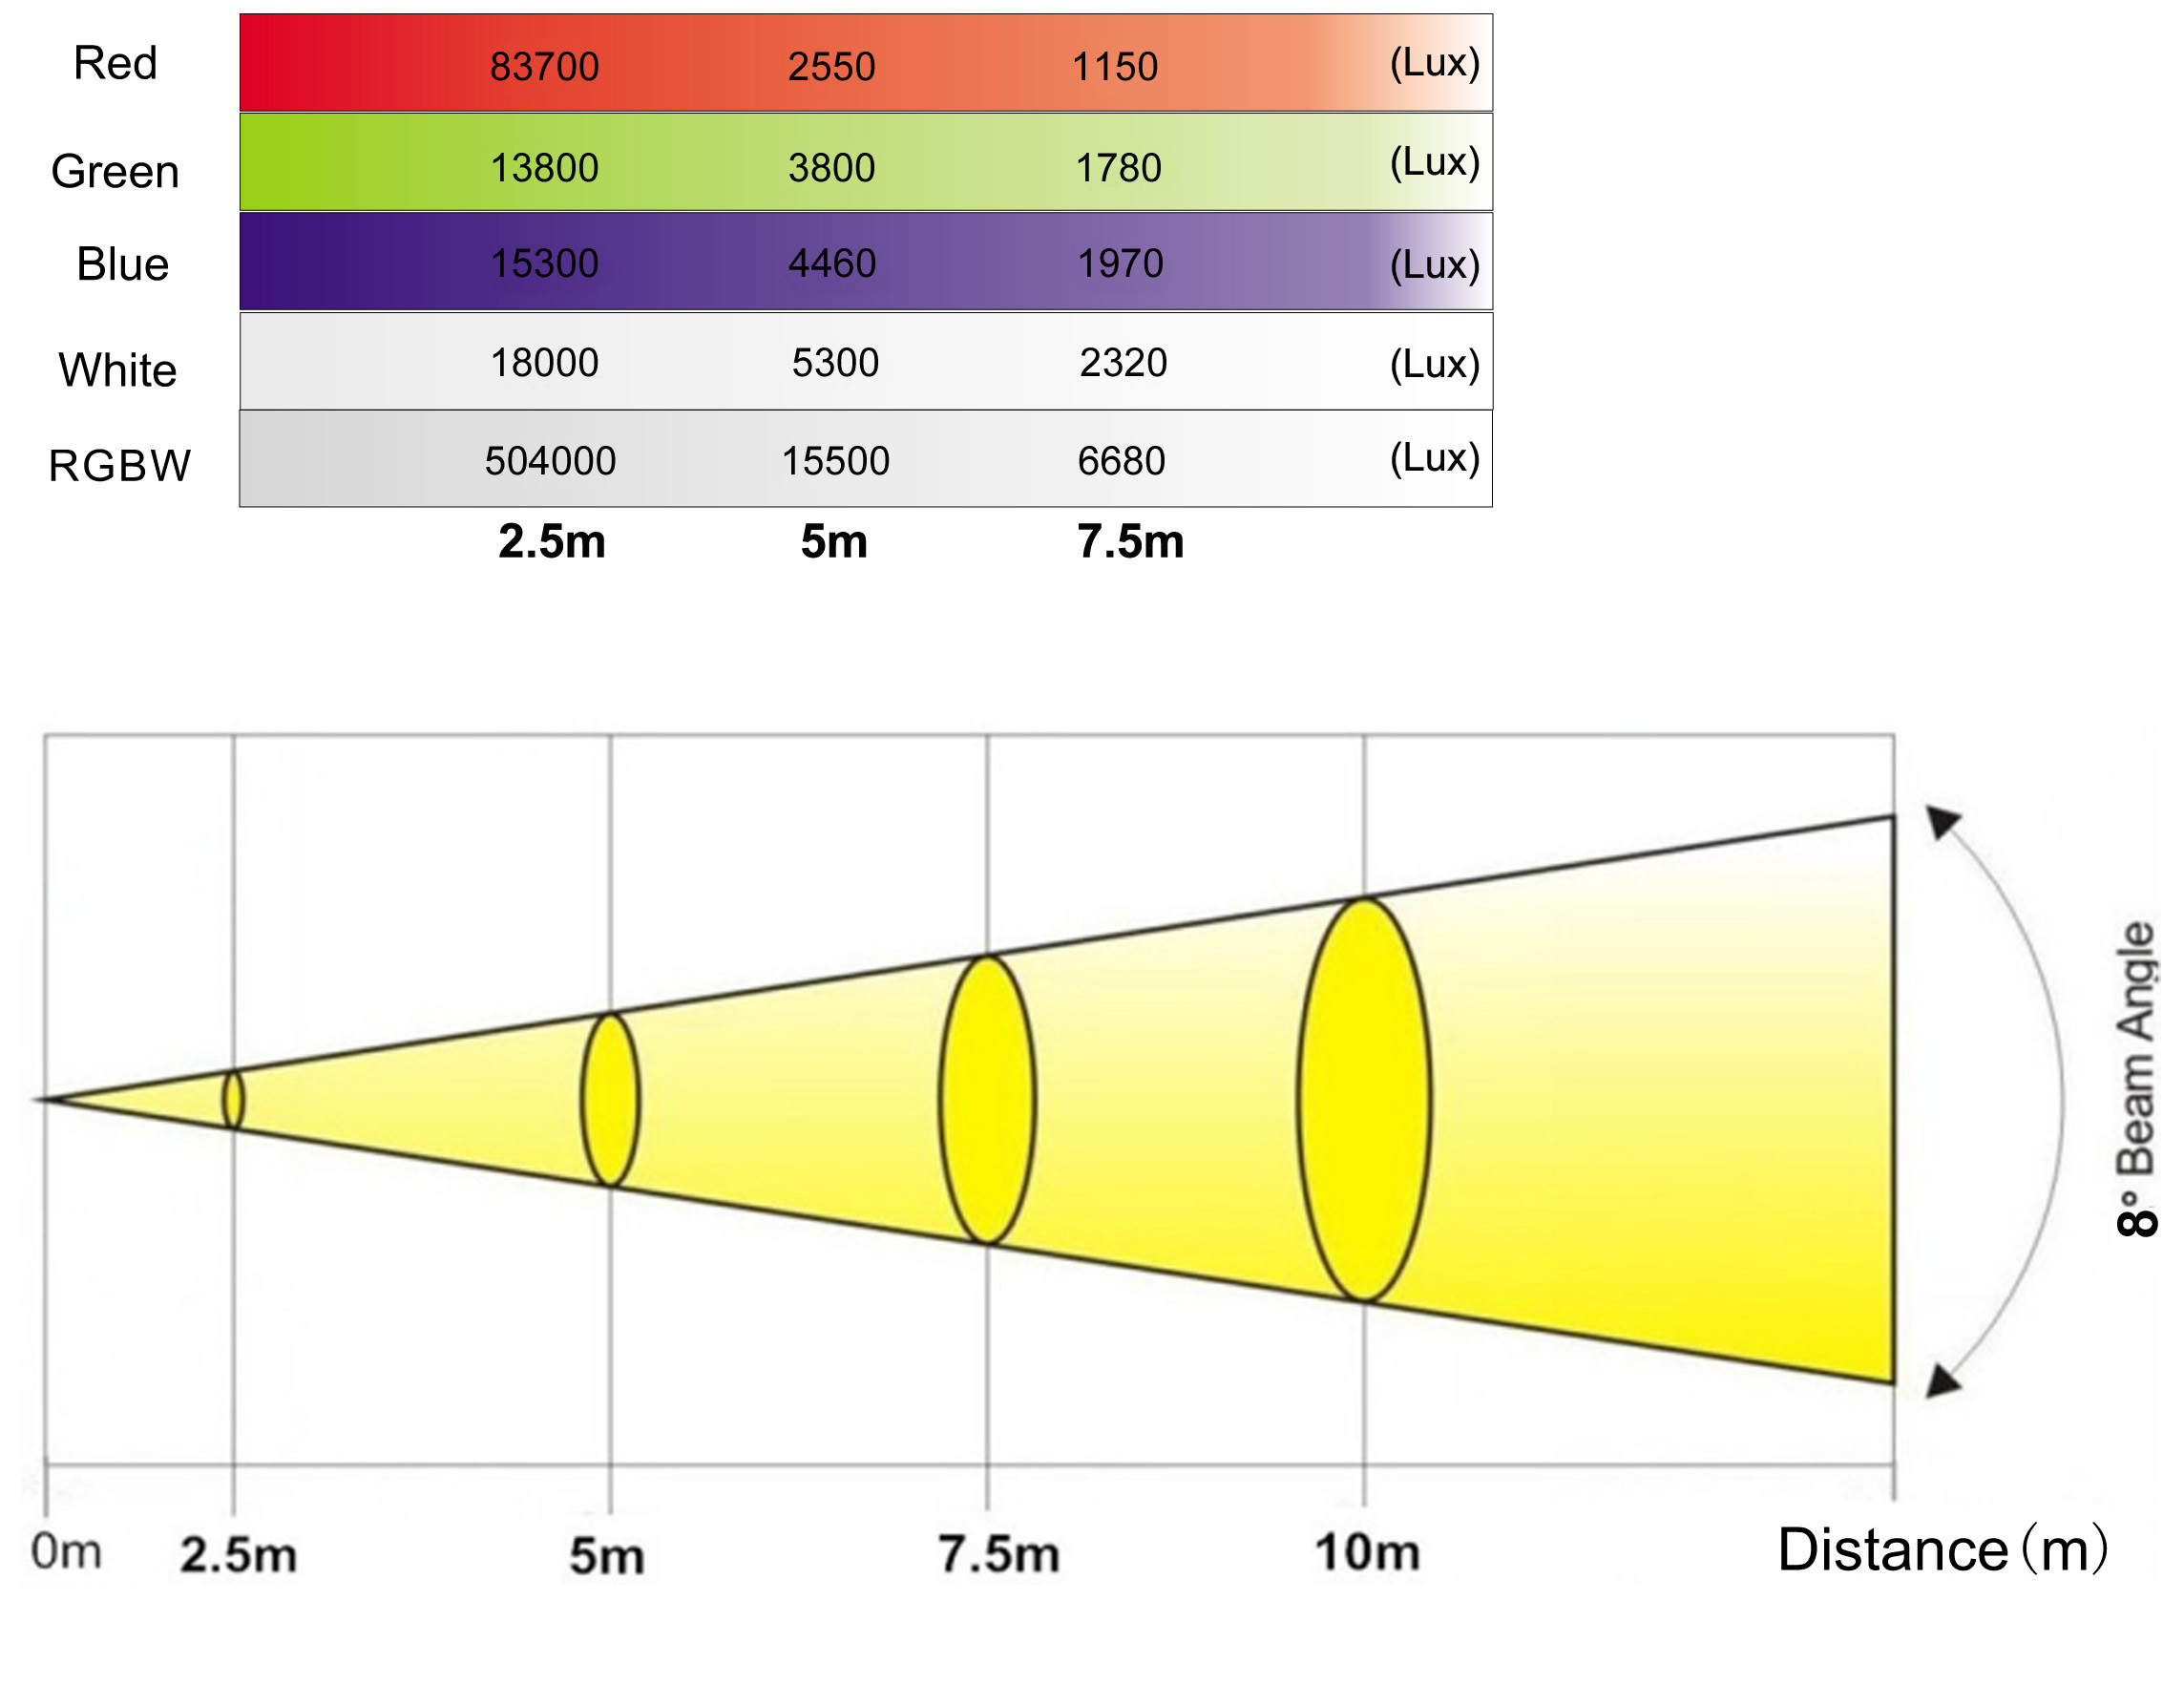 Red 83700 2550 1150 (Lux)
Green 13800 3800 1780 (Lux)
Blue 15300 4460 1970 (Lux)
White 18000 5300 2320 (Lux)
RGBW 504000 15500 6680 (Lux)
2.5m 5m 7.5m
8° Beam Angle
0m 2.5m 5m 7.5m 10m Distance(m)